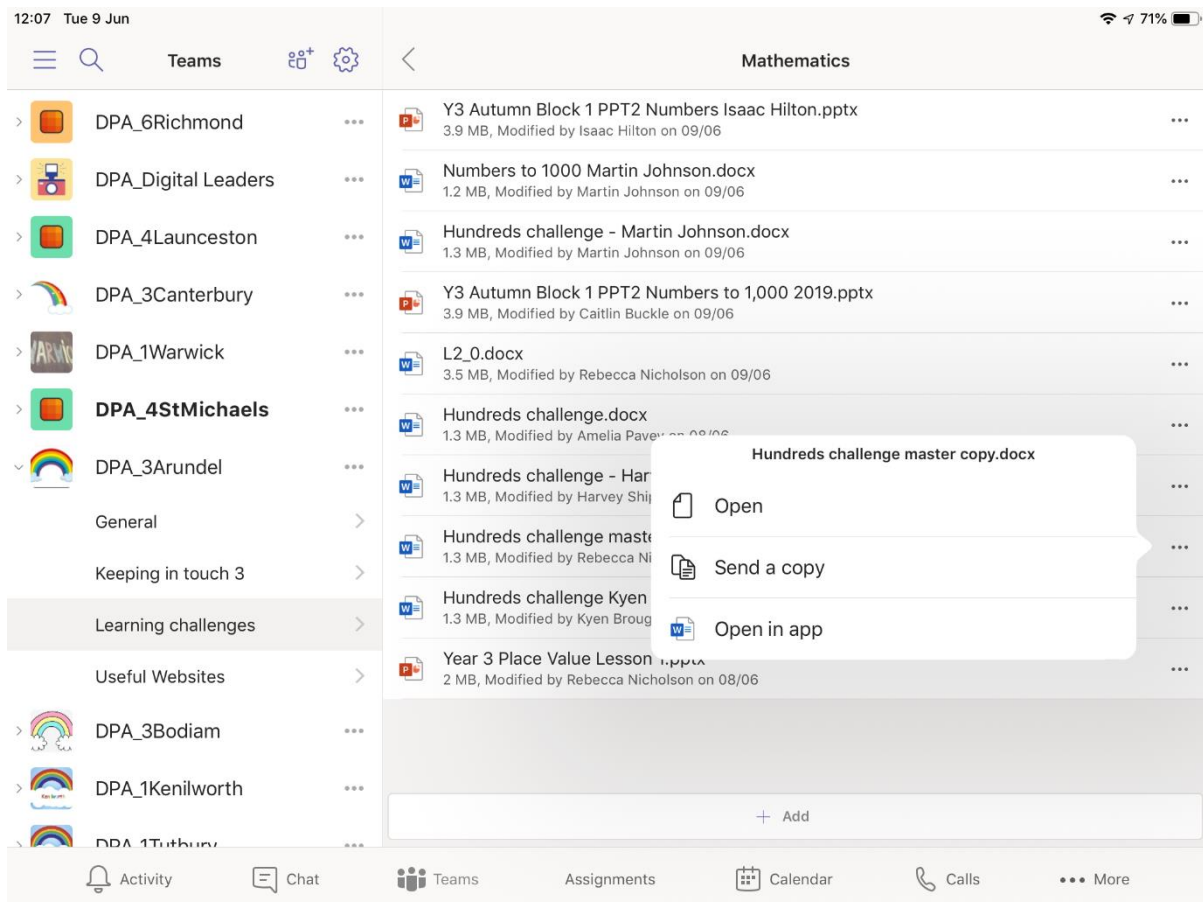 12:07 Tue 9 Jun
71%
Teams
DPA_6Richmond
DPA_Digital Leaders
DPA_4Launceston
DPA_3Canterbury
DPA_1Warwick
DPA_4StMichaels
DPA_3Arundel
General
Keeping in touch 3
Learning challenges
Useful Websites
DPA_3Bodiam
DPA_1Kenilworth
DPA_1Tutbury
Mathematics
Y3 Autumn Block 1 PPT2 Numbers Isaac Hilton.pptx
3.9 MB, Modified by Isaac Hilton on 09/06
Numbers to 1000 Martin Johnson.docx
1.2 MB, Modified by Martin Johnson on 09/06
Hundreds challenge - Martin Johnson.docx
1.3 MB, Modified by Martin Johnson on 09/06
Y3 Autumn Block 1 PPT2 Numbers to 1,000 2019.pptx
3.9 MB, Modified by Caitlin Buckle on 09/06
L2_0.docx
3.5 MB, Modified by Rebecca Nicholson on 09/06
Hundreds challenge.docx
1.3 MB, Modified by Amelia Pavey on 08/06
Hundreds challenge - Har
1.3 MB, Modified by Harvey Shi
Hundreds challenge maste
1.3 MB, Modified by Rebecca Ni
Hundreds challenge Kyen
1.3 MB, Modified by Kyen Broug
Year 3 Place Value Lesson 1.pptx
2 MB, Modified by Rebecca Nicholson on 08/06
Hundreds challenge master copy.docx
Open
Send a copy
Open in app
+ Add
Activity
Chat
Teams
Assignments
Calendar
Calls
More